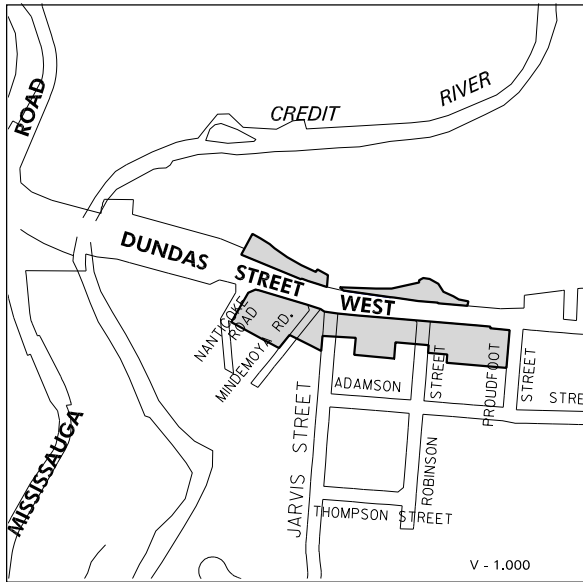 ROAD
CREDIT RIVER
DUNDAS STREET WEST
NANTICOKE
ROAD
MINDEMOYA RD.
ADAMSON
STREET
PROUDFOOT
STREET
STRE
MISSISSAUGA
JARVIS STREET
ROBINSON
THOMPSON STREET
V - 1.000